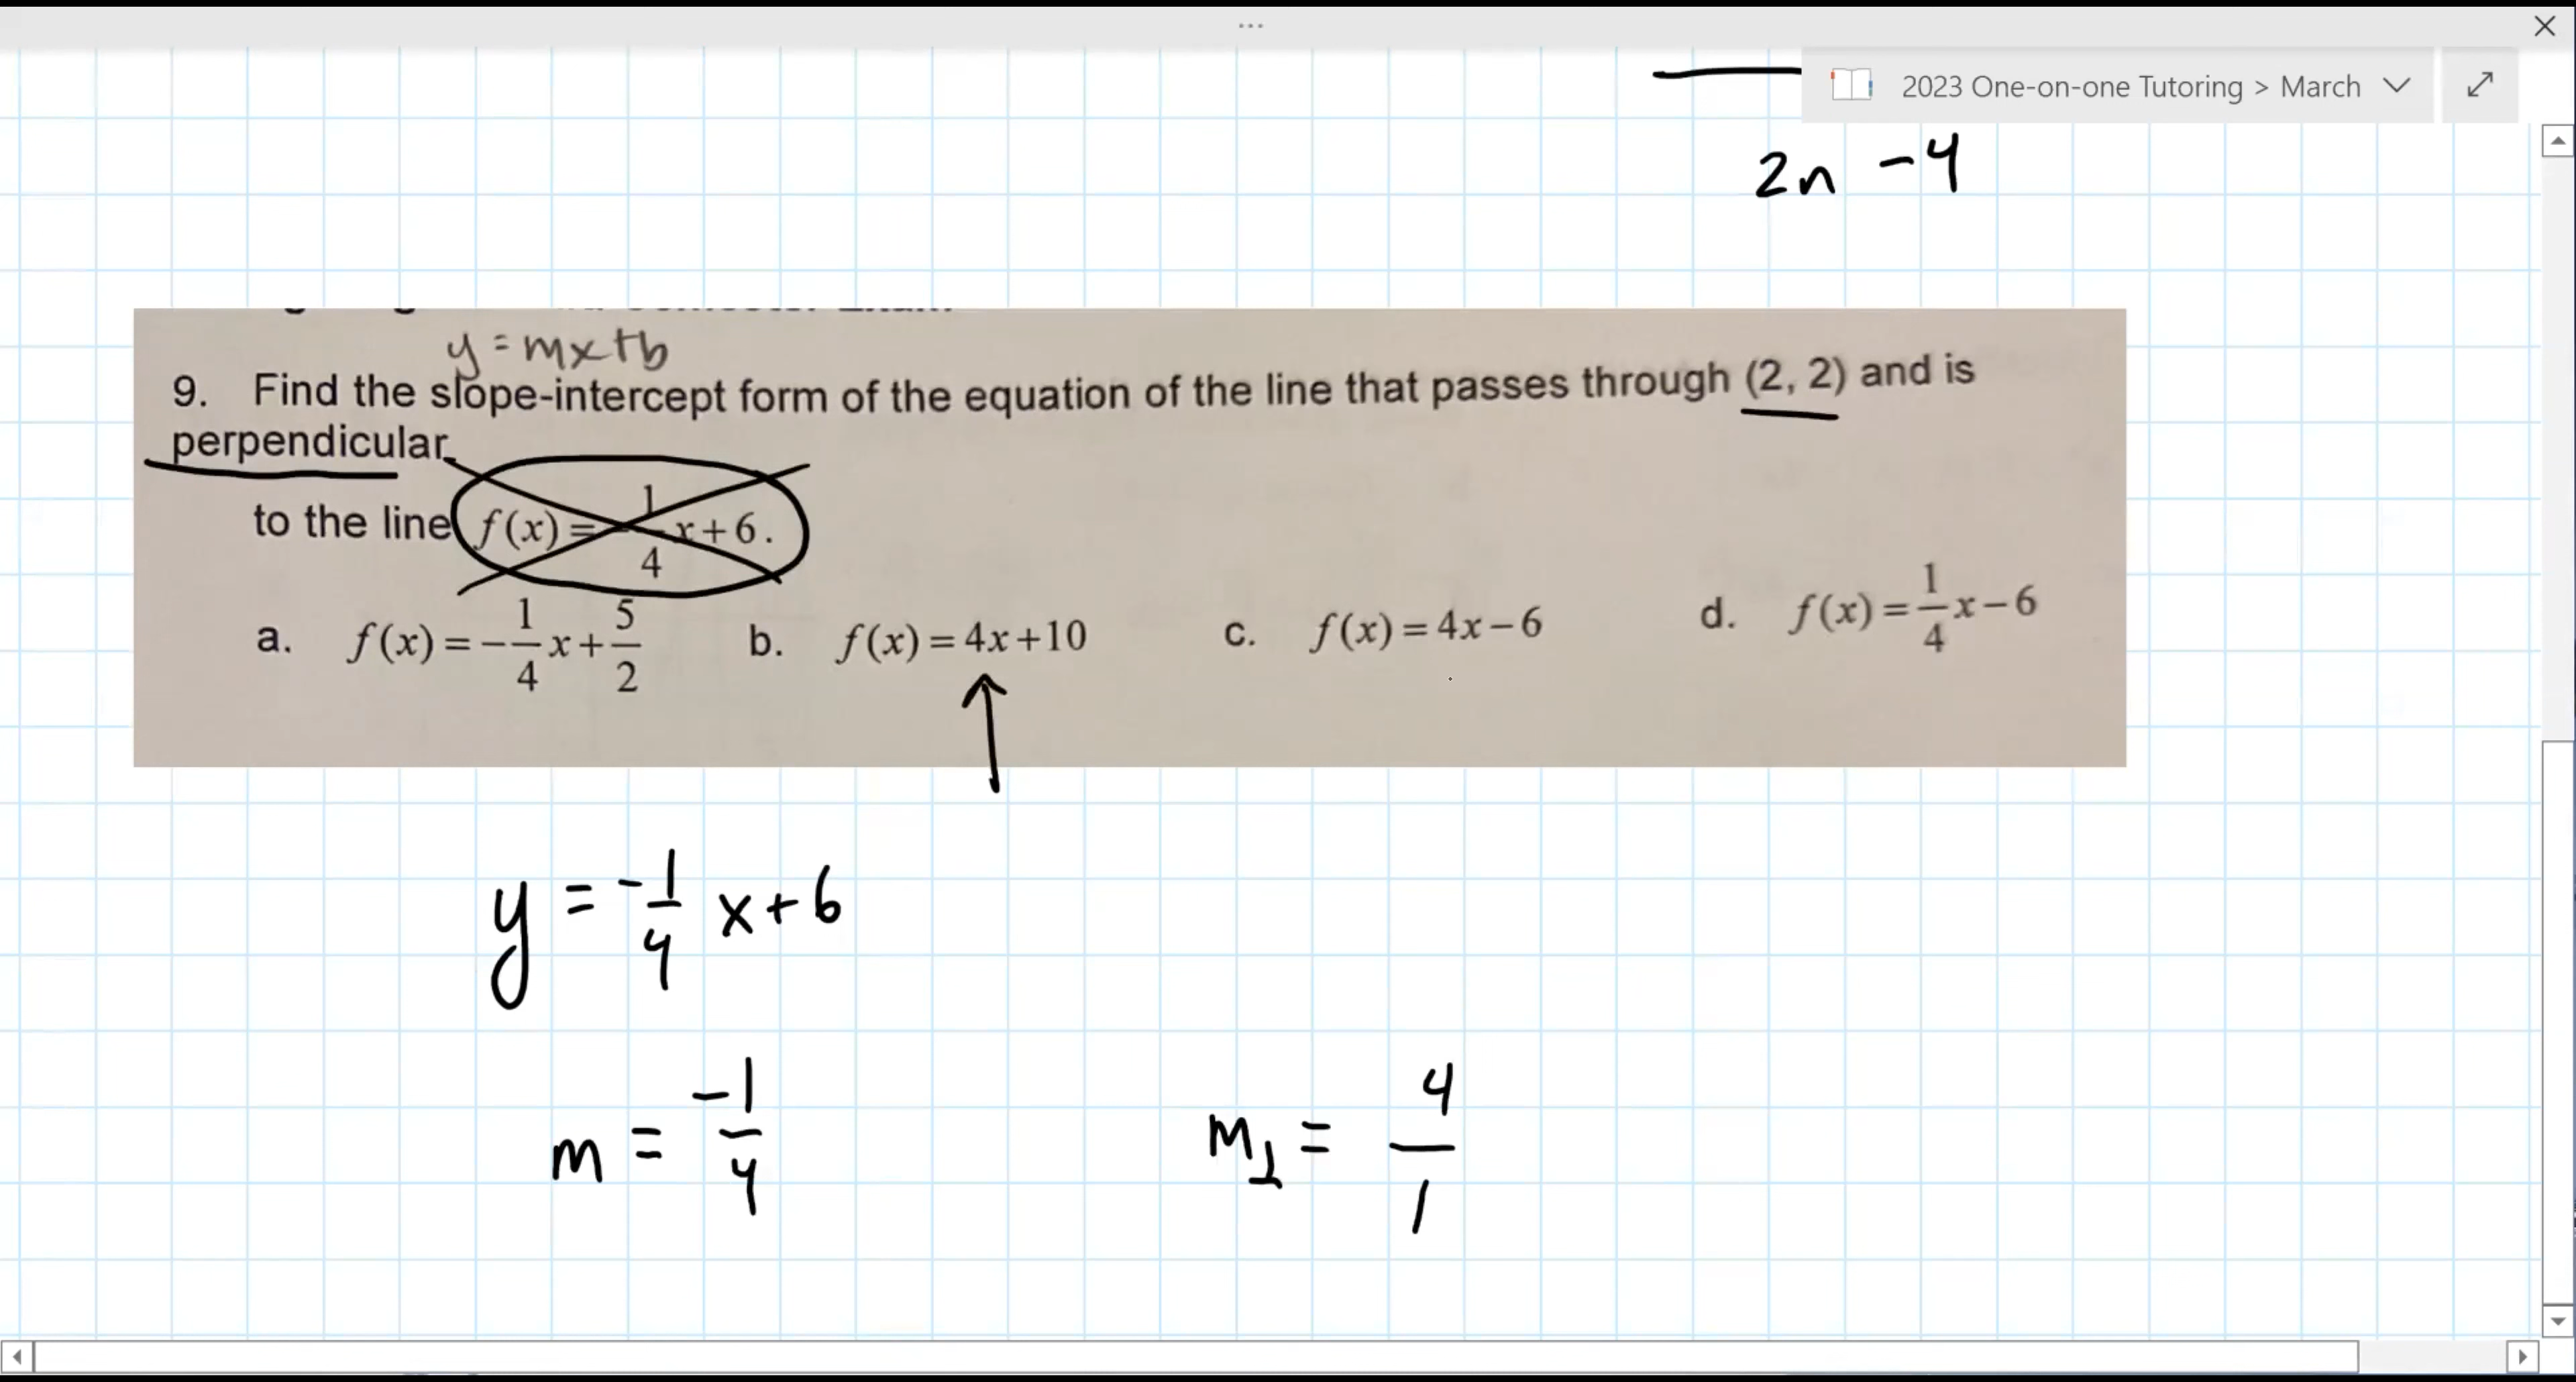 2023 One-on-one Tutoring > March
2n -4
y = mx+b
9. Find the slope-intercept form of the equation of the line that passes through (2, 2) and is
perpendicular
to the line f(x) = -1/4 x + 6.
a. f(x) = -1/4 x + 5/2 b. f(x) = 4x + 10 c. f(x) = 4x - 6 d. f(x) = 1/4 x - 6
y = -1/4 x + 6
m = -1/4 m⊥ = 4/1